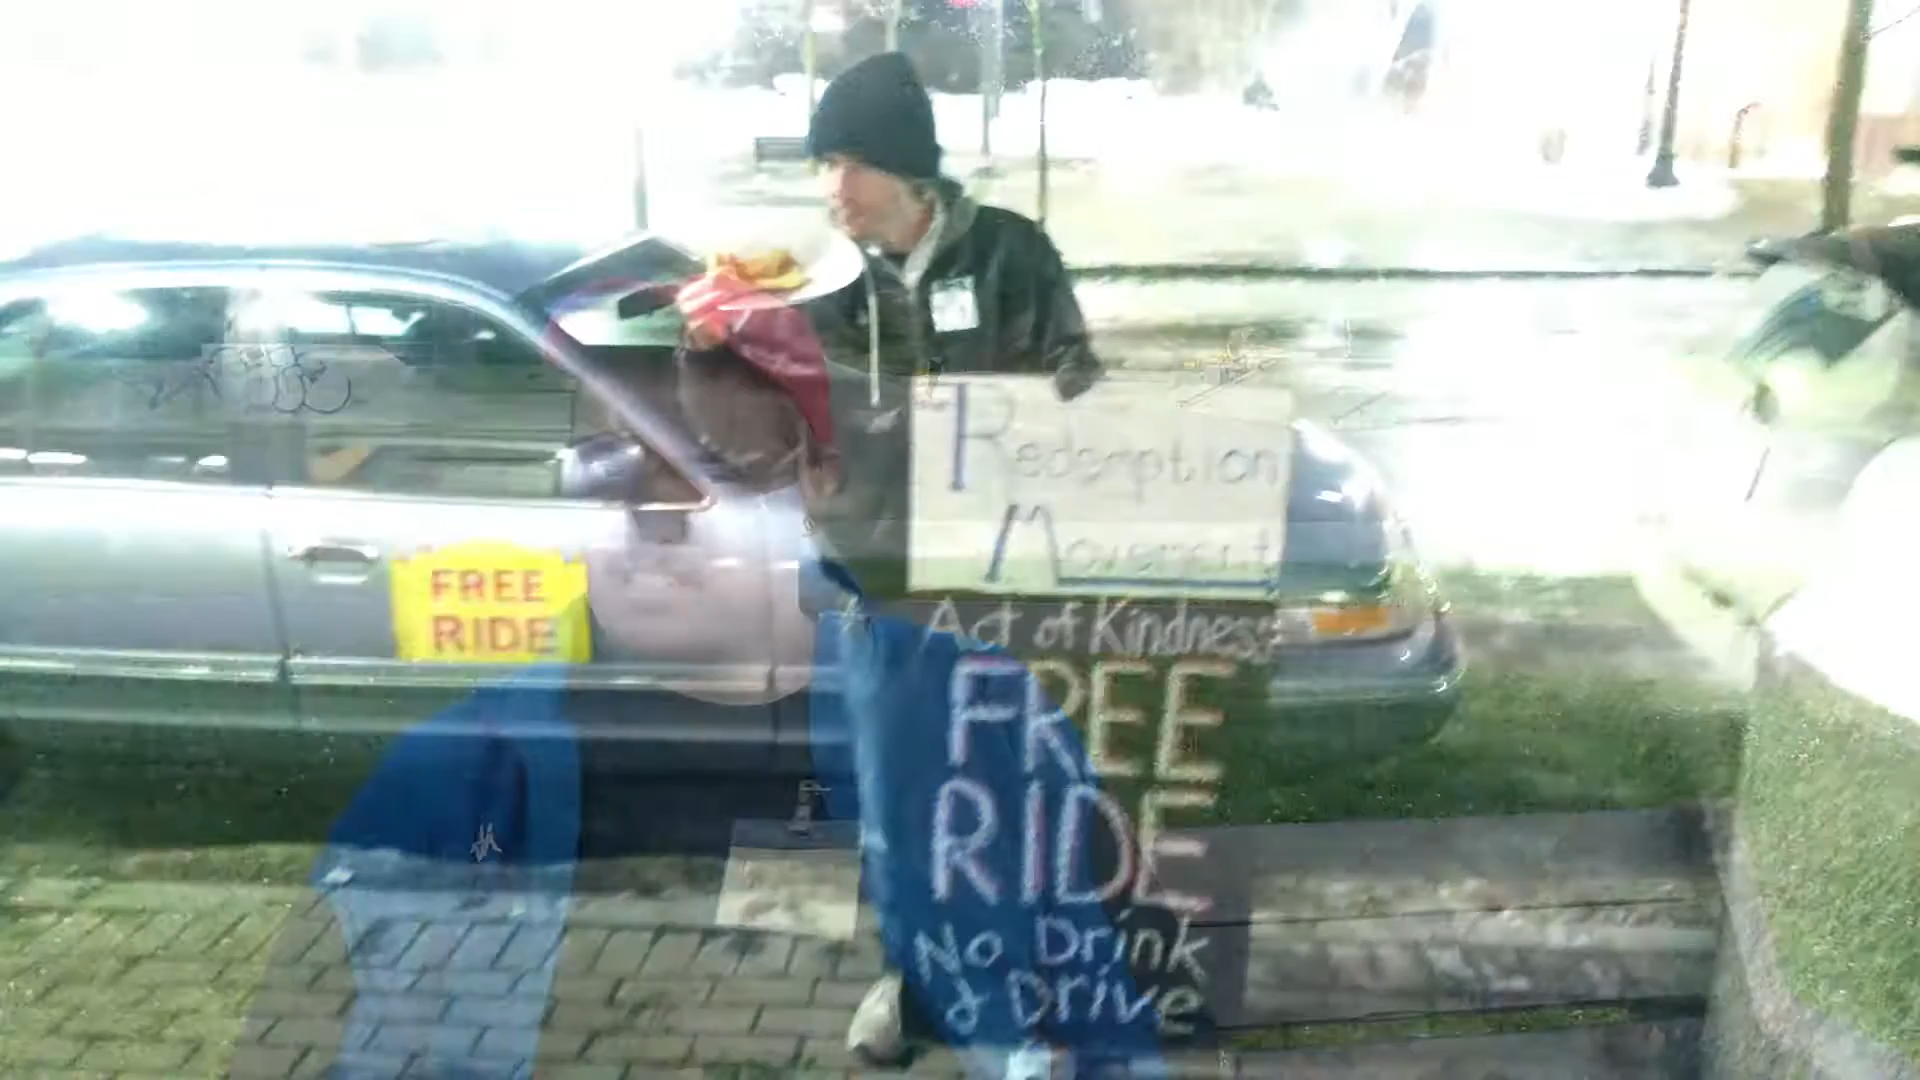 FREE
RIDE
Redemption
Movement
Act of Kindness
FREE
RIDE
No Drink
& Drive